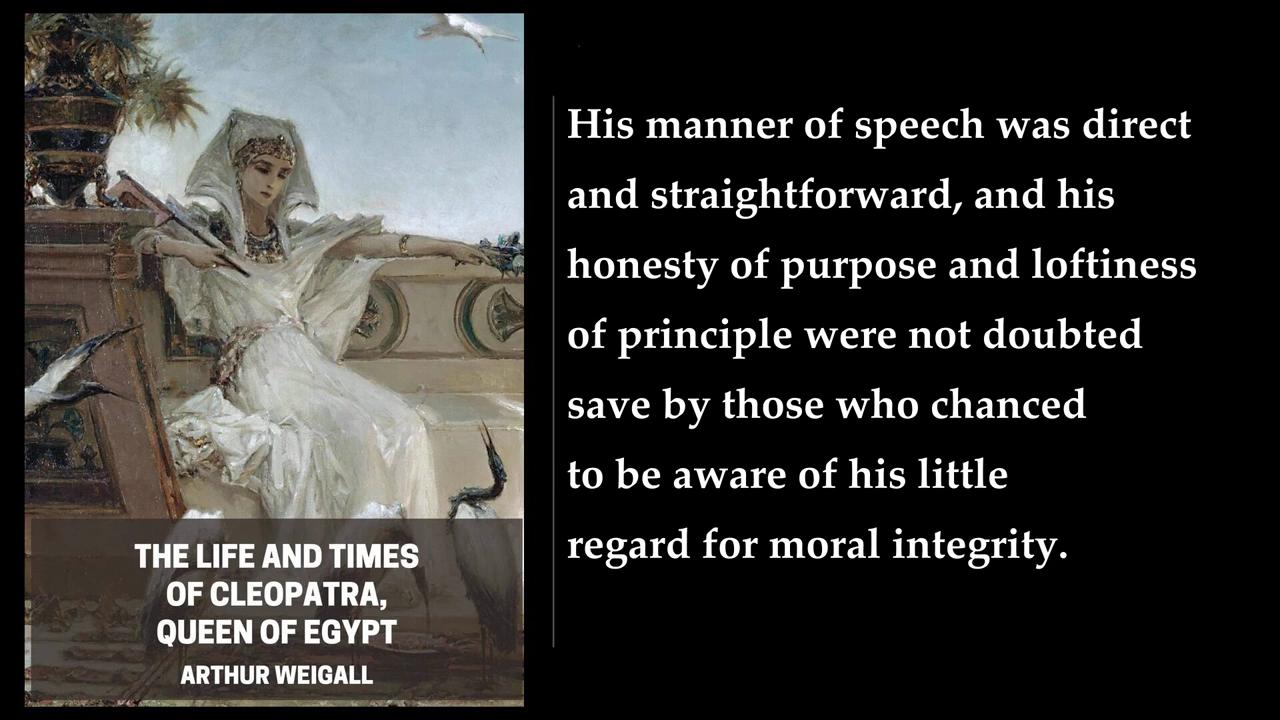 THE LIFE AND TIMES
OF CLEOPATRA,
QUEEN OF EGYPT
ARTHUR WEIGALL
His manner of speech was direct
and straightforward, and his
honesty of purpose and loftiness
of principle were not doubted
save by those who chanced
to be aware of his little
regard for moral integrity.